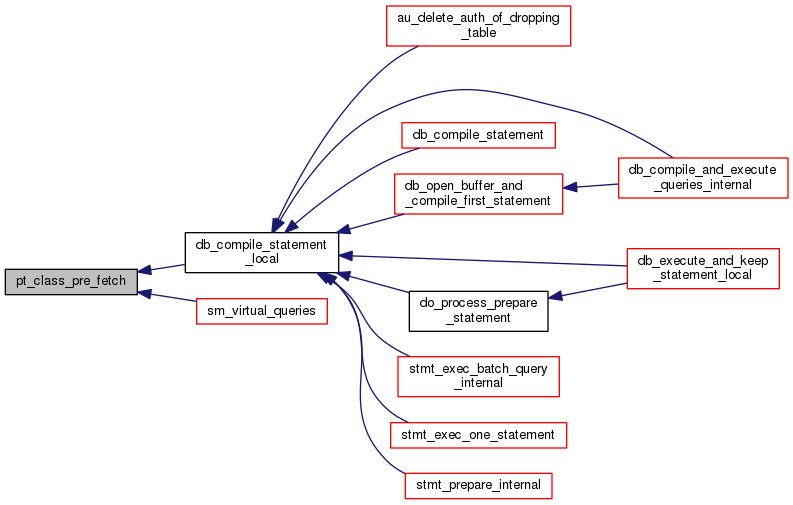 au_delete_auth_of_dropping
_table
db_compile_statement
db_compile_and_execute
_queries_internal
db_open_buffer_and
_compile_first_statement
db_compile_statement
_local
db_execute_and_keep
_statement_local
pt_class_pre_fetch
do_process_prepare
_statement
sm_virtual_queries
stmt_exec_batch_query
_internal
stmt_exec_one_statement
stmt_prepare_internal